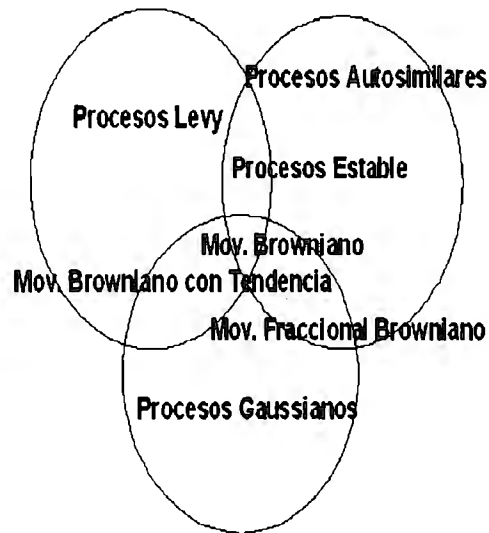 Procesos Autosimilares
Procesos Levy
Procesos Estable
Mov. Browniano
Mov. Browniano con Tendencia
Mov. Fraccional Browniano
Procesos Gaussianos